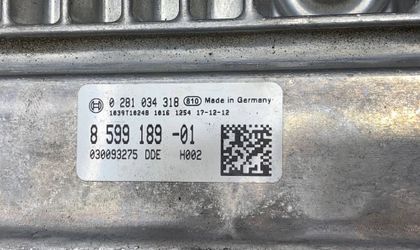 0 281 034 318 810 Made in Germany
1039T10248 1016 1254 17-12-12
8 599 189 -01
030093275 DDE H002